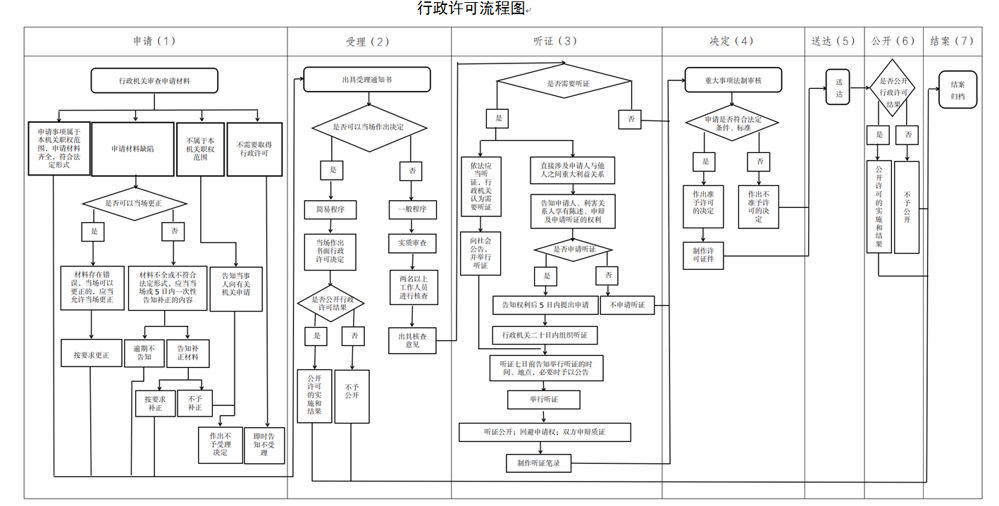 行政许可流程图
申请（1）
受理（2）
听证（3）
决定（4）
送达（5）
公开（6）
结案（7）
行政机关审查申请材料
申请事项属于
本机关职权范
围，申请材料
齐全，符合法
定形式
申请材料缺陷
不属于本
机关职权
范围
不需要取得
行政许可
是否可以当场更正
是
否
材料存在错
误，当场可以
更正的，应
当允许当场更正
材料不全或不符合
法定形式，应当当
场或5日内一次性
告知补正的内容
告知当事
人向有关
机关申请
按要求更正
逾期不
告知
告知补
正材料
按要求
补正
不予
补正
作出不
予受理
决定
即时告
知不受
理
出具受理通知书
是否可以当场作出决定
是
否
简易程序
一般程序
当场作出
书面行政
许可决定
实质审查
两名以上
工作人员
进行核查
是否公开行政
许可结果
出具核查
意见
是
否
公开
许可
的实
施和
结果
不予
公开
是否需要听证
是
否
依法应
当听
证，行
政机关
认为需
要听证
直接涉及申请人与他
人之间重大利益关系
告知申请人、利害关
系人享有陈述、申辩
及申请听证的权利
向社会
公告，
并举行
听证
是否申请听证
是
否
告知权利后5日内提出申请
不申请听证
行政机关二十日内组织听证
听证七日前告知举行听证的时
间、地点，必要时予以公告
举行听证
听证公开；回避申请权；双方申辩质证
制作听证笔录
重大事项法制审核
申请是否符合法定
条件、标准
是
否
作出准
予许可
的决定
作出不
准予许
可的决
定
制作许
可证件
送
达
是否公开
行政许可
结果
是
否
公
开
许
可
的
实
施
和
结
果
不
予
公
开
结案
归档